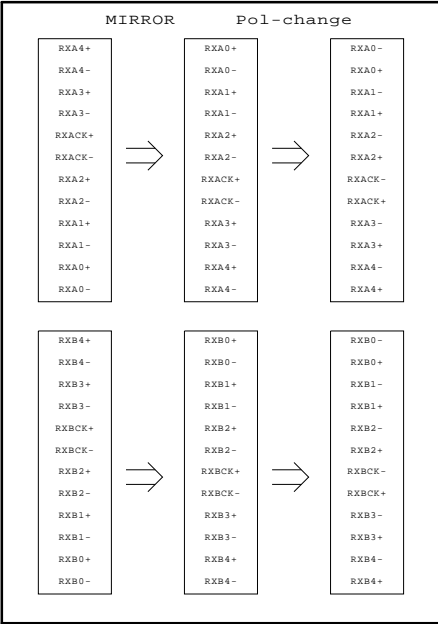 MIRROR Pol-change
RXA4+ RXA0+ RXA0-
RXA4- RXA0- RXA0+
RXA3+ RXA1+ RXA1-
RXA3- RXA1- RXA1+
RXACK+ RXA2+ RXA2-
RXACK- RXA2- RXA2+
RXA2+ RXACK+ RXACK-
RXA2- RXACK- RXACK+
RXA1+ RXA3+ RXA3-
RXA1- RXA3- RXA3+
RXA0+ RXA4+ RXA4-
RXA0- RXA4- RXA4+
RXB4+ RXB0+ RXB0-
RXB4- RXB0- RXB0+
RXB3+ RXB1+ RXB1-
RXB3- RXB1- RXB1+
RXBCK+ RXB2+ RXB2-
RXBCK- RXB2- RXB2+
RXB2+ RXBCK+ RXBCK-
RXB2- RXBCK- RXBCK+
RXB1+ RXB3+ RXB3-
RXB1- RXB3- RXB3+
RXB0+ RXB4+ RXB4-
RXB0- RXB4- RXB4+